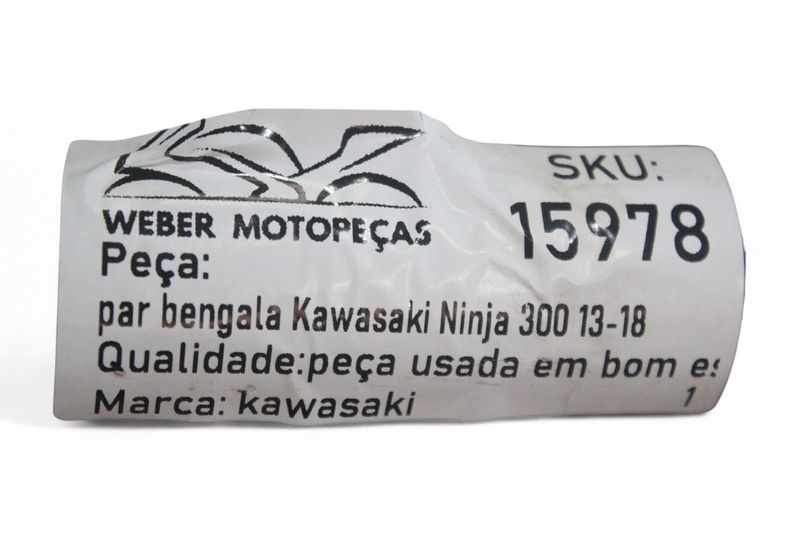 WEBER MOTOPEÇAS
SKU:
15978
Peça:
par bengala Kawasaki Ninja 300 13-18
Qualidade:peça usada em bom
Marca: kawasaki
1